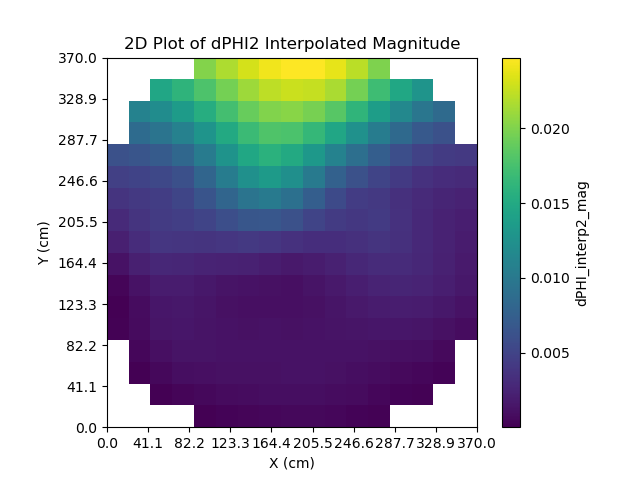 2D Plot of dPHI2 Interpolated Magnitude
370.0
328.9
287.7
246.6
205.5
164.4
123.3
82.2
41.1
0.0
Y (cm)
0.0 41.1 82.2 123.3 164.4 205.5 246.6 287.7 328.9 370.0
X (cm)
0.020
0.015
0.010
0.005
dPHI_interp2_mag